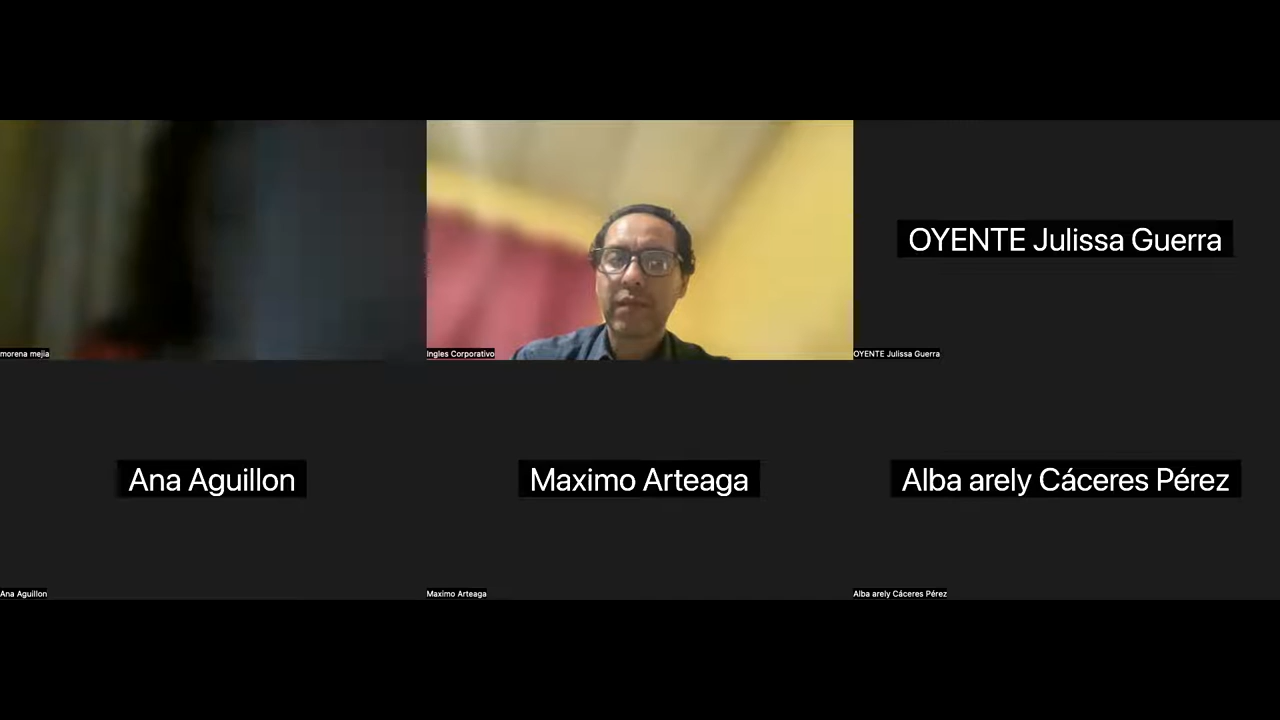 morena mejia
Ingles Corporativo
OYENTE Julissa Guerra
OYENTE Julissa Guerra
Ana Aguillon
Maximo Arteaga
Alba arely Cáceres Pérez
Ana Aguillon
Maximo Arteaga
Alba arely Cáceres Pérez